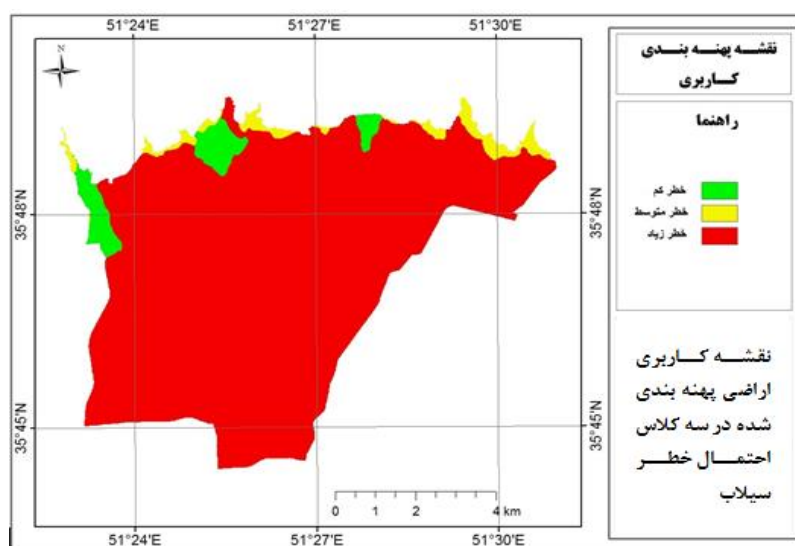 51°24'E 51°27'E 51°30'E
N
35°48'N 35°48'N
35°45'N 35°45'N
0 1 2 4 km
51°24'E 51°27'E 51°30'E
نقشه پهنه بندی
کاربری
راهنما
خطر کم
خطر متوسط
خطر زیاد
نقشه کاربری
اراضی پهنه بندی
شده در سه کلاس
احتمال خطر
سیلاب